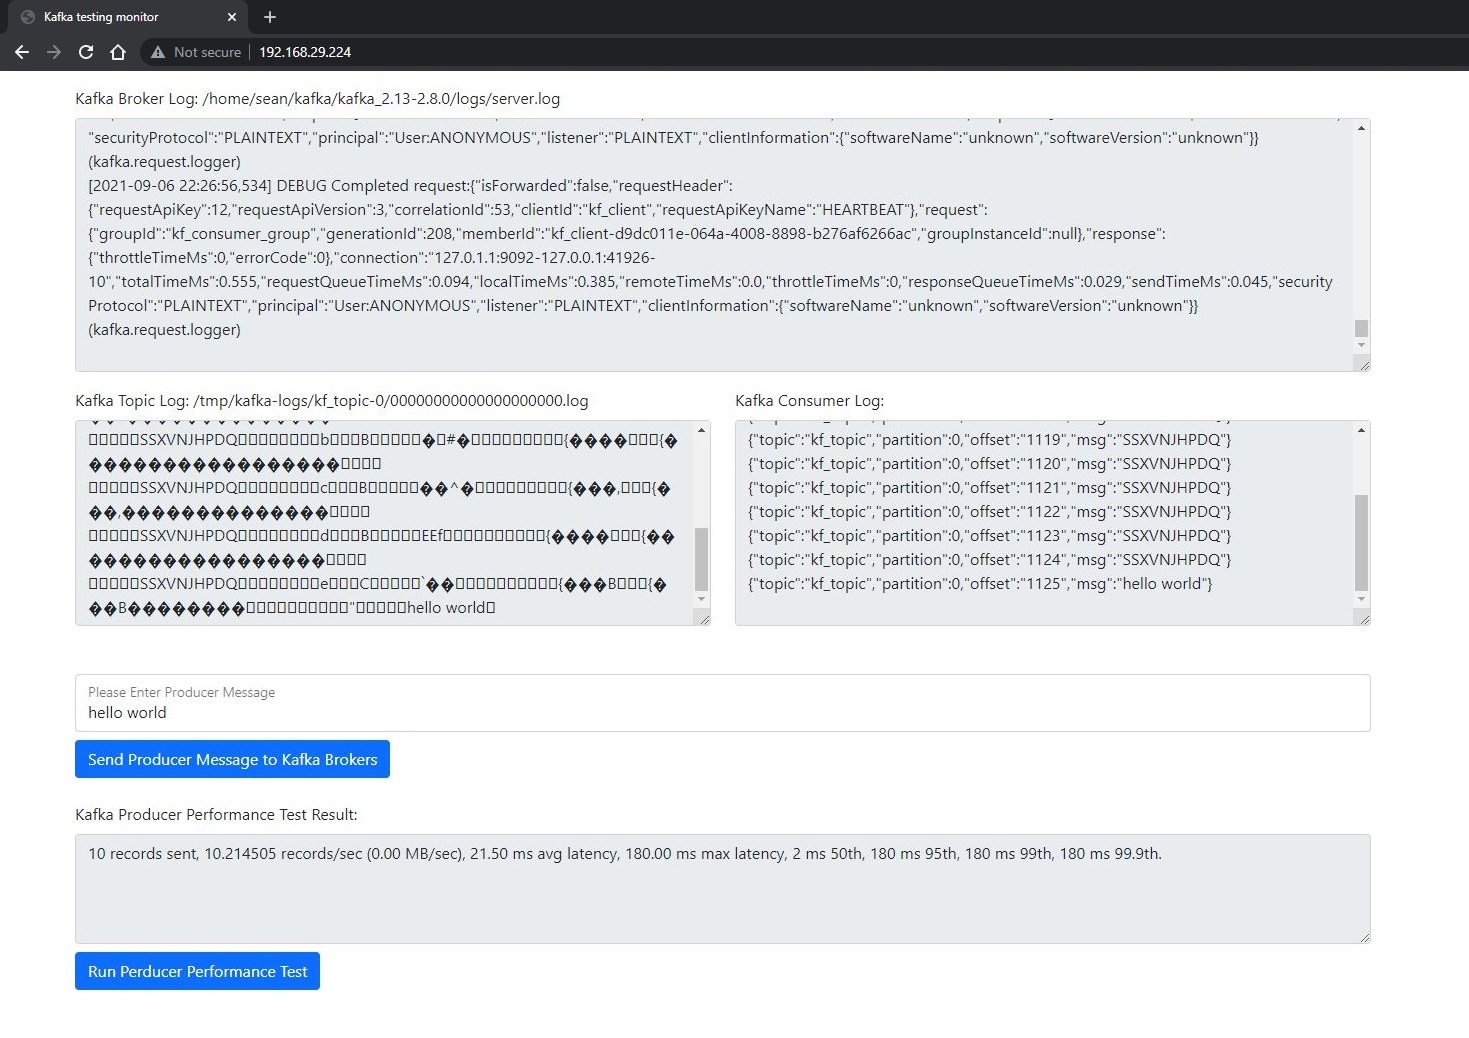 Kafka testing monitor
Not secure
192.168.29.224
Kafka Broker Log: /home/sean/kafka/kafka_2.13-2.8.0/logs/server.log
"securityProtocol":"PLAINTEXT","principal":"User:ANONYMOUS","listener":"PLAINTEXT","clientInformation":{"softwareName":"unknown","softwareVersion":"unknown"}}
(kafka.request.logger)
[2021-09-06 22:26:56,534] DEBUG Completed request:{"isForwarded":false,"requestHeader":
{"requestApiKey":12,"requestApiVersion":3,"correlationId":53,"clientId":"kf_client","requestApiKeyName":"HEARTBEAT"},"request":
{"groupId":"kf_consumer_group","generationId":208,"memberId":"kf_client-d9dc011e-064a-4008-8898-b276af6266ac","groupInstanceId":null},"response":
{"throttleTimeMs":0,"errorCode":0},"connection":"127.0.1.1:9092-127.0.0.1:41926-
10","totalTimeMs":0.555,"requestQueueTimeMs":0.094,"localTimeMs":0.385,"remoteTimeMs":0.0,"throttleTimeMs":0,"responseQueueTimeMs":0.029,"sendTimeMs":0.045,"security
Protocol":"PLAINTEXT","principal":"User:ANONYMOUS","listener":"PLAINTEXT","clientInformation":{"softwareName":"unknown","softwareVersion":"unknown"}}
(kafka.request.logger)
Kafka Topic Log: /tmp/kafka-logs/kf_topic-0/00000000000000000000.log
SSXVNJHPDQ b B # { {
SSXVNJHPDQ c B ^ { , {
,
SSXVNJHPDQ d B EEf { {
SSXVNJHPDQ e C ` { B {
B " hello world
Kafka Consumer Log:
{"topic":"kf_topic","partition":0,"offset":"1119","msg":"SSXVNJHPDQ"}
{"topic":"kf_topic","partition":0,"offset":"1120","msg":"SSXVNJHPDQ"}
{"topic":"kf_topic","partition":0,"offset":"1121","msg":"SSXVNJHPDQ"}
{"topic":"kf_topic","partition":0,"offset":"1122","msg":"SSXVNJHPDQ"}
{"topic":"kf_topic","partition":0,"offset":"1123","msg":"SSXVNJHPDQ"}
{"topic":"kf_topic","partition":0,"offset":"1124","msg":"SSXVNJHPDQ"}
{"topic":"kf_topic","partition":0,"offset":"1125","msg":"hello world"}
Please Enter Producer Message
hello world
Send Producer Message to Kafka Brokers
Kafka Producer Performance Test Result:
10 records sent, 10.214505 records/sec (0.00 MB/sec), 21.50 ms avg latency, 180.00 ms max latency, 2 ms 50th, 180 ms 95th, 180 ms 99th, 180 ms 99.9th.
Run Perducer Performance Test